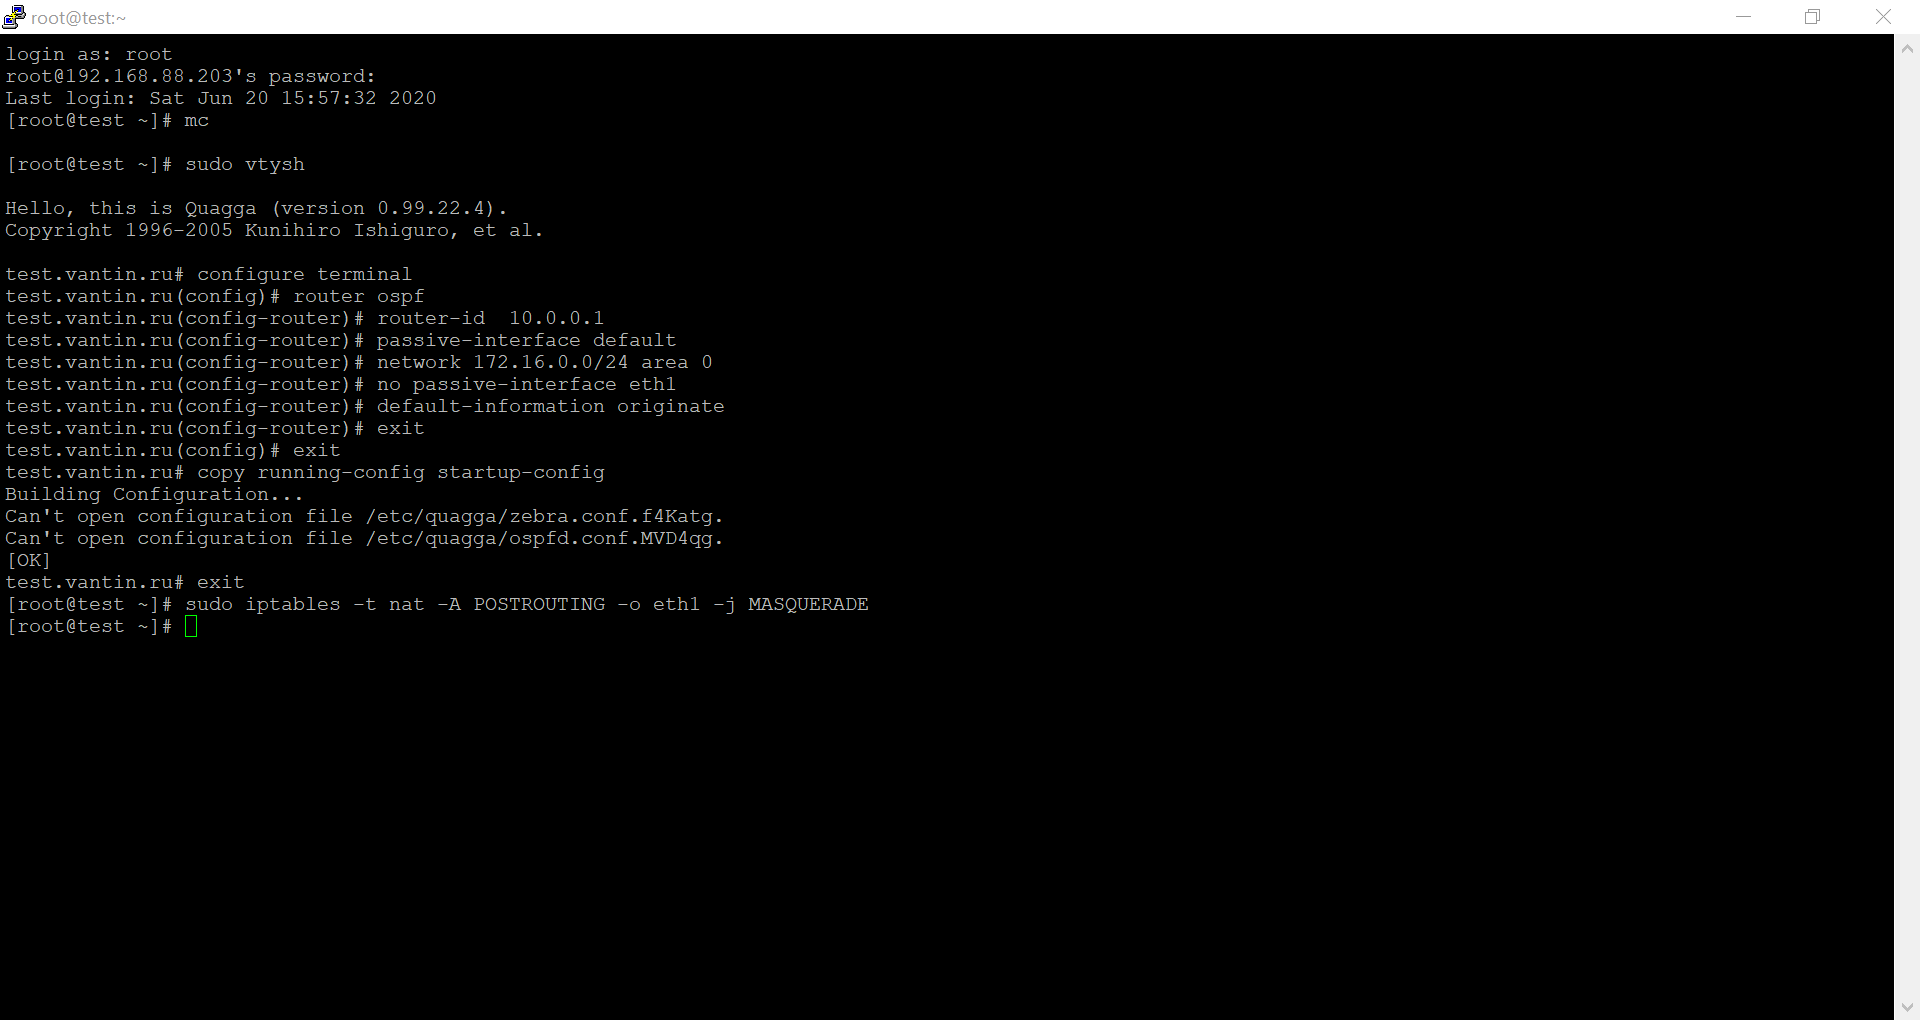 root@test:~
login as: root
root@192.168.88.203's password:
Last login: Sat Jun 20 15:57:32 2020
[root@test ~]# mc
[root@test ~]# sudo vtysh
Hello, this is Quagga (version 0.99.22.4).
Copyright 1996-2005 Kunihiro Ishiguro, et al.
test.vantin.ru# configure terminal
test.vantin.ru(config)# router ospf
test.vantin.ru(config-router)# router-id  10.0.0.1
test.vantin.ru(config-router)# passive-interface default
test.vantin.ru(config-router)# network 172.16.0.0/24 area 0
test.vantin.ru(config-router)# no passive-interface eth1
test.vantin.ru(config-router)# default-information originate
test.vantin.ru(config-router)# exit
test.vantin.ru(config)# exit
test.vantin.ru# copy running-config startup-config
Building Configuration...
Can't open configuration file /etc/quagga/zebra.conf.f4Katg.
Can't open configuration file /etc/quagga/ospfd.conf.MVD4qg.
[OK]
test.vantin.ru# exit
[root@test ~]# sudo iptables -t nat -A POSTROUTING -o eth1 -j MASQUERADE
[root@test ~]#